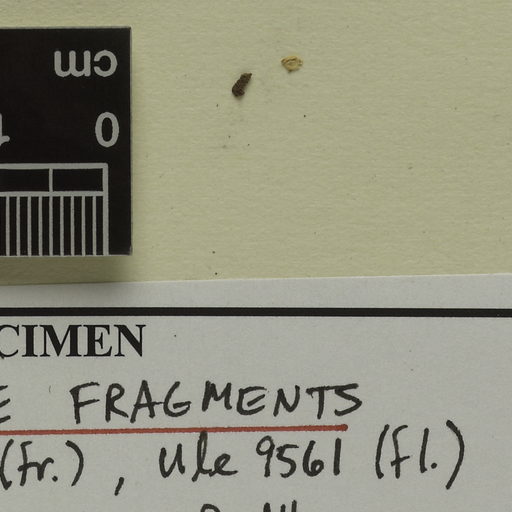 cm
0
CIMEN
E FRAGMENTS
(fr.), Ule 9561 (fl.)